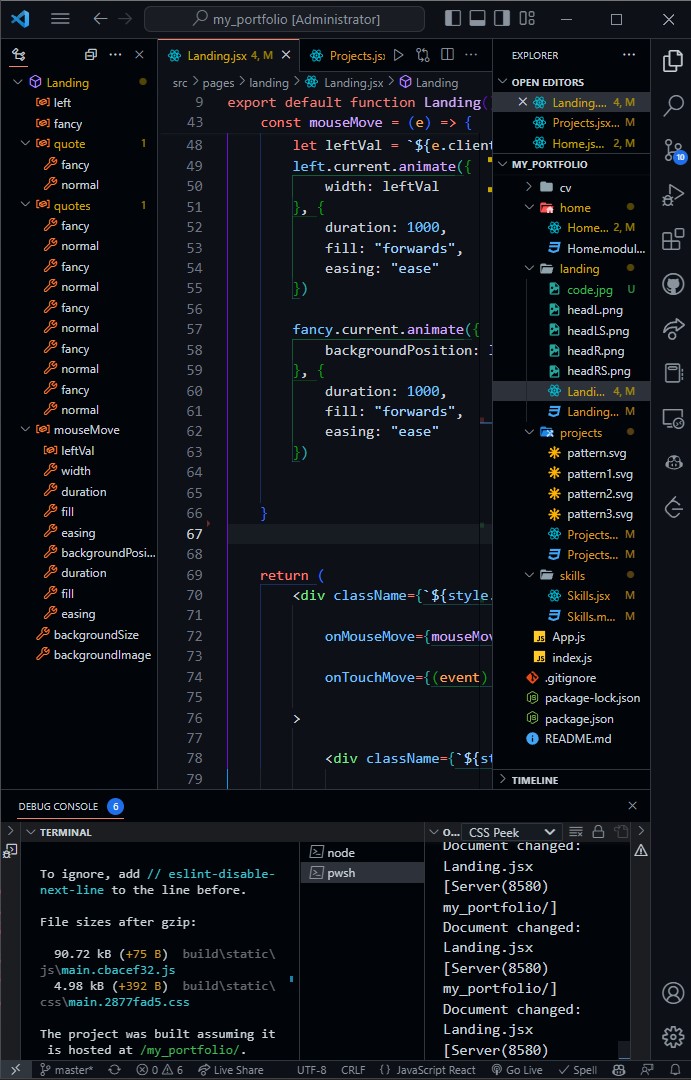 my_portfolio [Administrator]
Landing
left
fancy
quote 1
fancy
normal
quotes 1
fancy
normal
fancy
normal
fancy
normal
fancy
normal
fancy
normal
mouseMove
leftVal
width
duration
fill
easing
backgroundPosi...
duration
fill
easing
backgroundSize
backgroundImage
Landing.jsx 4, M
Projects.jsx
src > pages > landing > Landing.jsx > Landing
9 export default function Landing(
43 const mouseMove = (e) => {
48 let leftVal = `${e.client
49 left.current.animate({
50 width: leftVal
51 }, {
52 duration: 1000,
53 fill: "forwards",
54 easing: "ease"
55 })
56
57 fancy.current.animate({
58 backgroundPosition:
59 }, {
60 duration: 1000,
61 fill: "forwards",
62 easing: "ease"
63 })
64
65
66 }
67
68
69 return (
70 <div className={`${style.
71
72 onMouseMove={mouseMov
73
74 onTouchMove={(event)
75
76 >
77
78 <div className={`${st
79
EXPLORER
OPEN EDITORS
Landing.... 4, M
Projects.jsx... M
Home.js... 2, M
MY_PORTFOLIO
cv
home
Home... 2, M
Home.modul...
landing
code.jpg U
headL.png
headLS.png
headR.png
headRS.png
Landi... 4, M
Landing... M
projects
pattern.svg
pattern1.svg
pattern2.svg
pattern3.svg
Projects... M
Projects... M
skills
Skills.jsx M
Skills.m... M
JS App.js
JS index.js
.gitignore
package-lock.json
package.json
README.md
TIMELINE
10
DEBUG CONSOLE 6
TERMINAL
To ignore, add // eslint-disable-
next-line to the line before.
File sizes after gzip:
90.72 kB (+75 B) build\static\
js\main.cbacef32.js
4.98 kB (+392 B) build\static\
css\main.2877fad5.css
The project was built assuming it
is hosted at /my_portfolio/.
node
pwsh
O... CSS Peek
Document changed:
Landing.jsx
[Server(8580)
my_portfolio/]
Document changed:
Landing.jsx
[Server(8580)
my_portfolio/]
Document changed:
Landing.jsx
[Server(8580)
master* 0 6 Live Share UTF-8 CRLF {} JavaScript React Go Live Spell